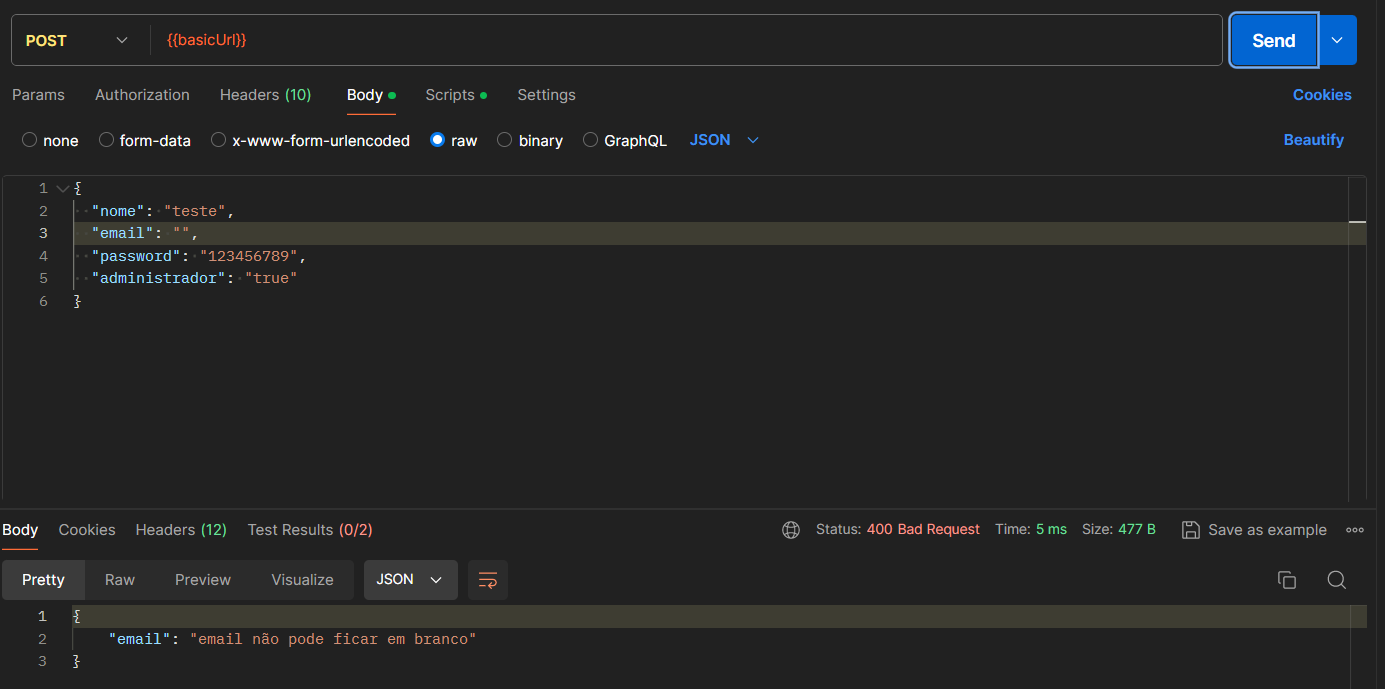 POST {{basicUrl}} Send
Params Authorization Headers (10) Body Scripts Settings Cookies
none form-data x-www-form-urlencoded raw binary GraphQL JSON Beautify
1 {
2 "nome": "teste",
3 "email": "",
4 "password": "123456789",
5 "administrador": "true"
6 }
Body Cookies Headers (12) Test Results (0/2) Status: 400 Bad Request Time: 5 ms Size: 477 B Save as example
Pretty Raw Preview Visualize JSON
1 {
2 "email": "email não pode ficar em branco"
3 }